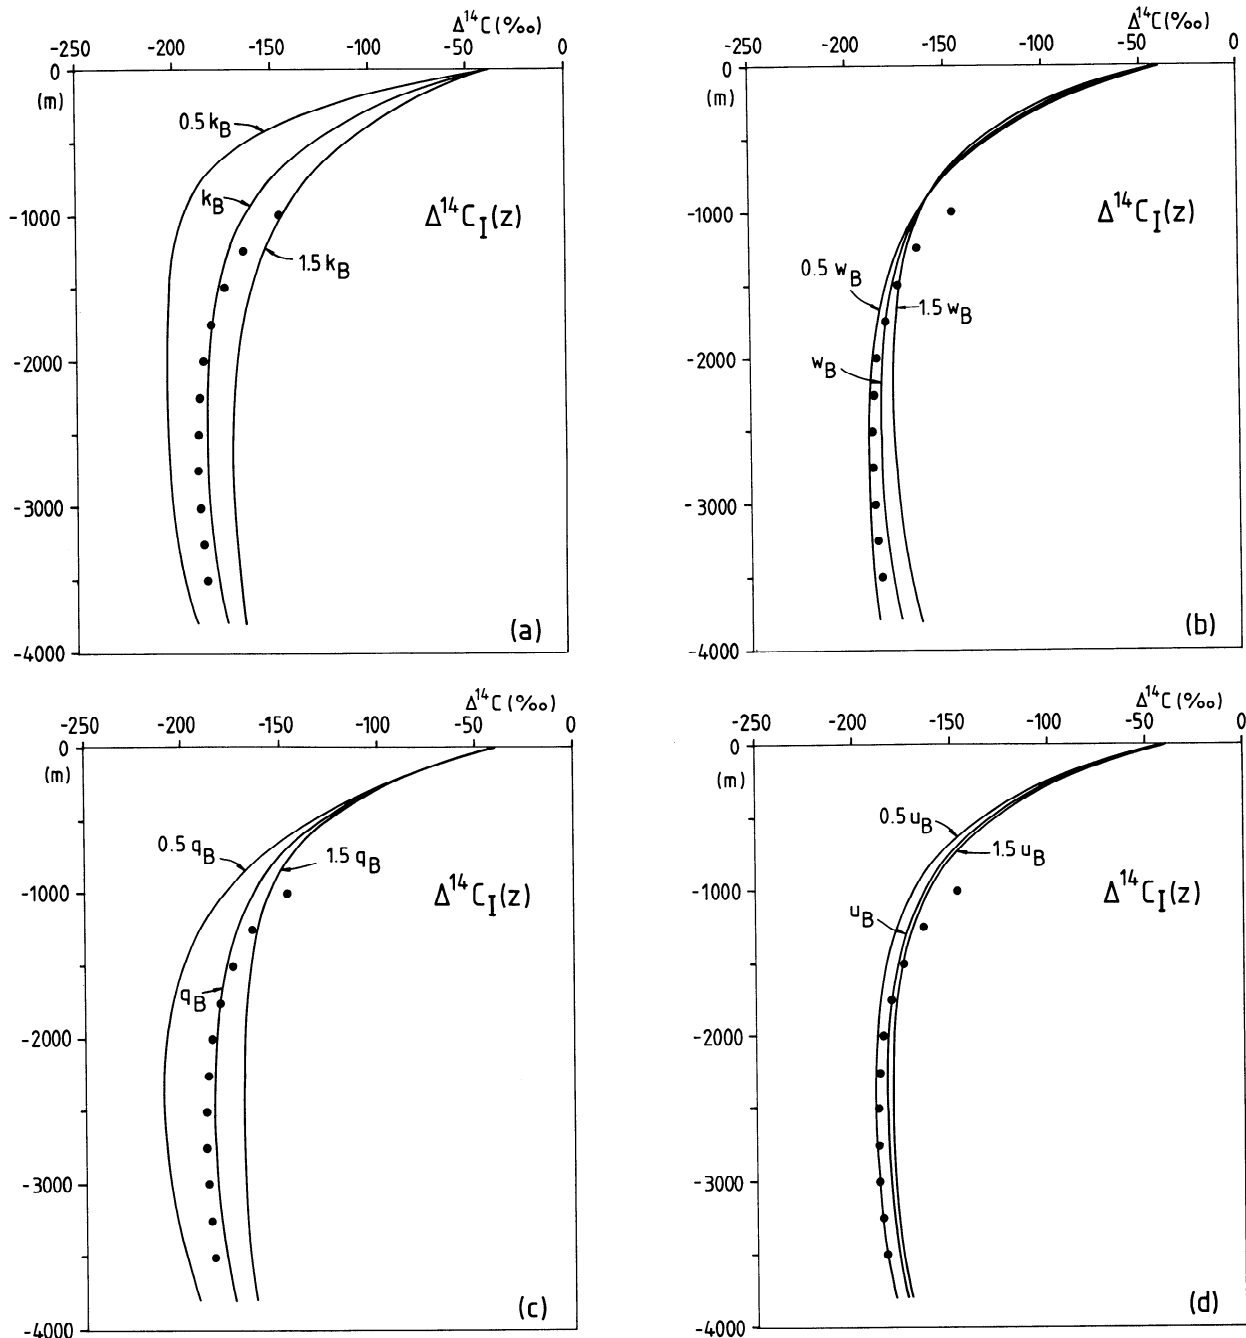 Δ¹⁴C(‰)
-250 -200 -150 -100 -50 0
0
(m)
0.5 k_B
k_B
1.5 k_B
Δ¹⁴C_I(z)
-1000
-2000
-3000
-4000
(a)
Δ¹⁴C(‰)
-250 -200 -150 -100 -50 0
0
(m)
-1000
Δ¹⁴C_I(z)
0.5 w_B
1.5 w_B
w_B
-2000
-3000
-4000
(b)
Δ¹⁴C(‰)
-250 -200 -150 -100 -50 0
0
(m)
0.5 q_B
1.5 q_B
q_B
Δ¹⁴C_I(z)
-1000
-2000
-3000
-4000
(c)
Δ¹⁴C(‰)
-250 -200 -150 -100 -50 0
0
(m)
0.5 u_B
1.5 u_B
u_B
Δ¹⁴C_I(z)
-1000
-2000
-3000
-4000
(d)